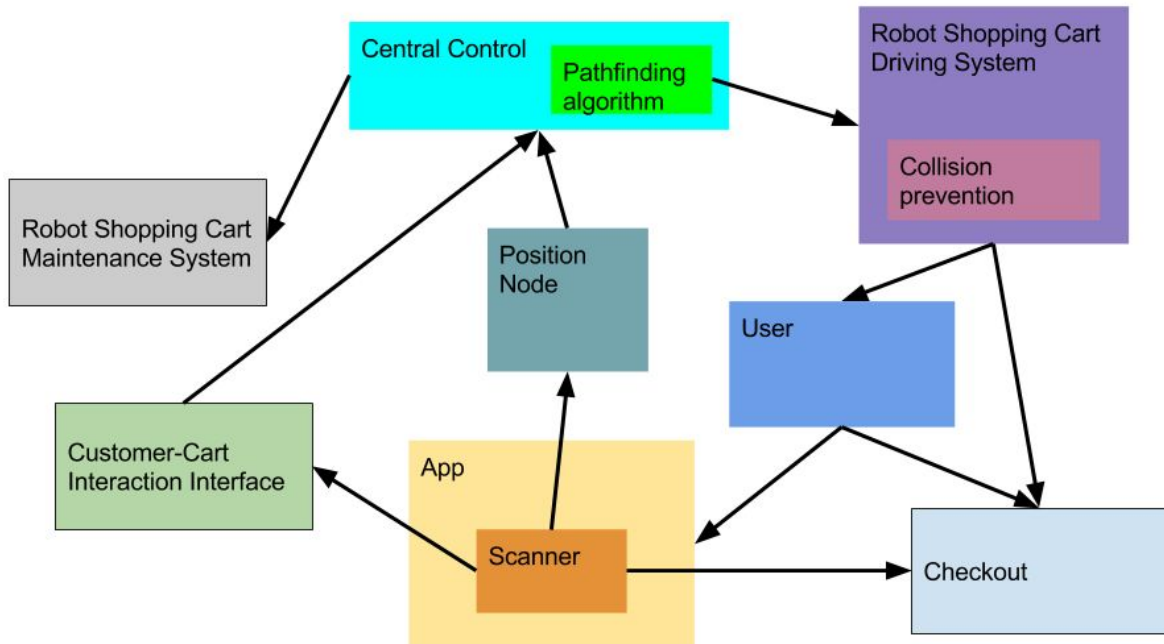 Central Control
Pathfinding
algorithm
Robot Shopping Cart
Driving System
Collision
prevention
Robot Shopping Cart
Maintenance System
Position
Node
User
Customer-Cart
Interaction Interface
App
Scanner
Checkout